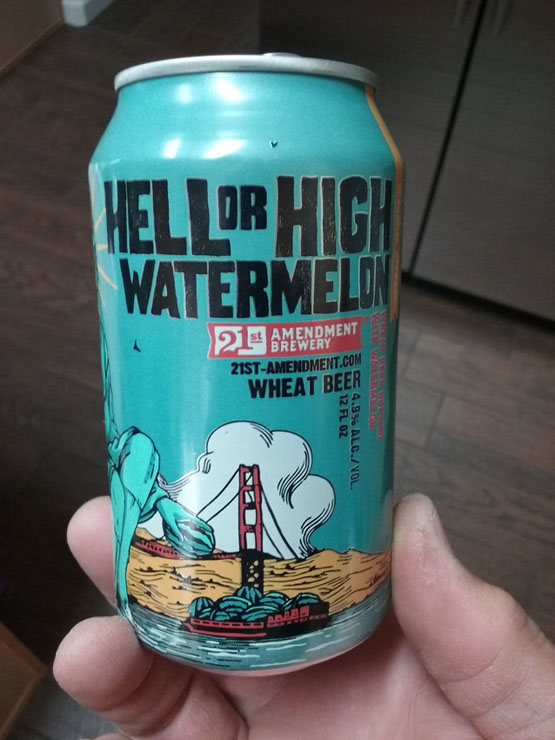 HELL OR HIGH
WATERMELON
21st AMENDMENT
BREWERY
21ST-AMENDMENT.COM
WHEAT BEER
4.9% ALC./VOL.
12 FL OZ